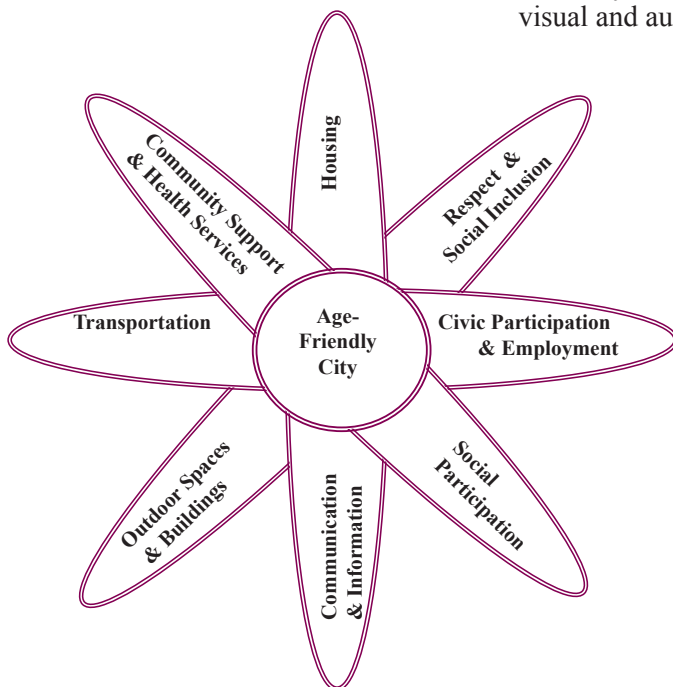 visual and au
Housing
Respect &
Social Inclusion
Community Support
& Health Services
Transportation
Age-
Friendly
City
Civic Participation
& Employment
Outdoor Spaces
& Buildings
Communication
& Information
Social
Participation